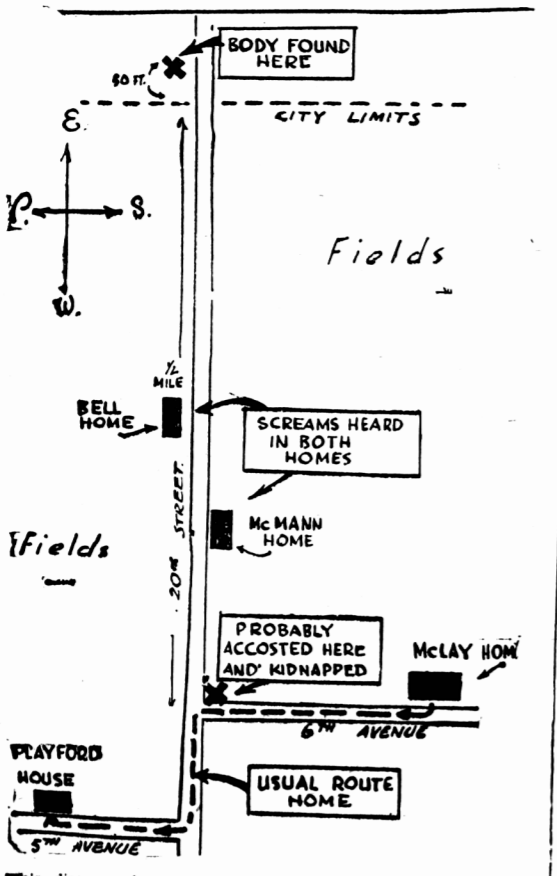 BODY FOUND
HERE
50 FT.
CITY LIMITS
E.
S.
W.
Fields
1/2
MILE
BELL
HOME
SCREAMS HEARD
IN BOTH
HOMES
20TH STREET.
McMANN
HOME
Fields
PROBABLY
ACCOSTED HERE
AND KIDNAPPED
McLAY HOM
6TH AVENUE
PLAYFORD
HOUSE
USUAL ROUTE
HOME
5TH AVENUE